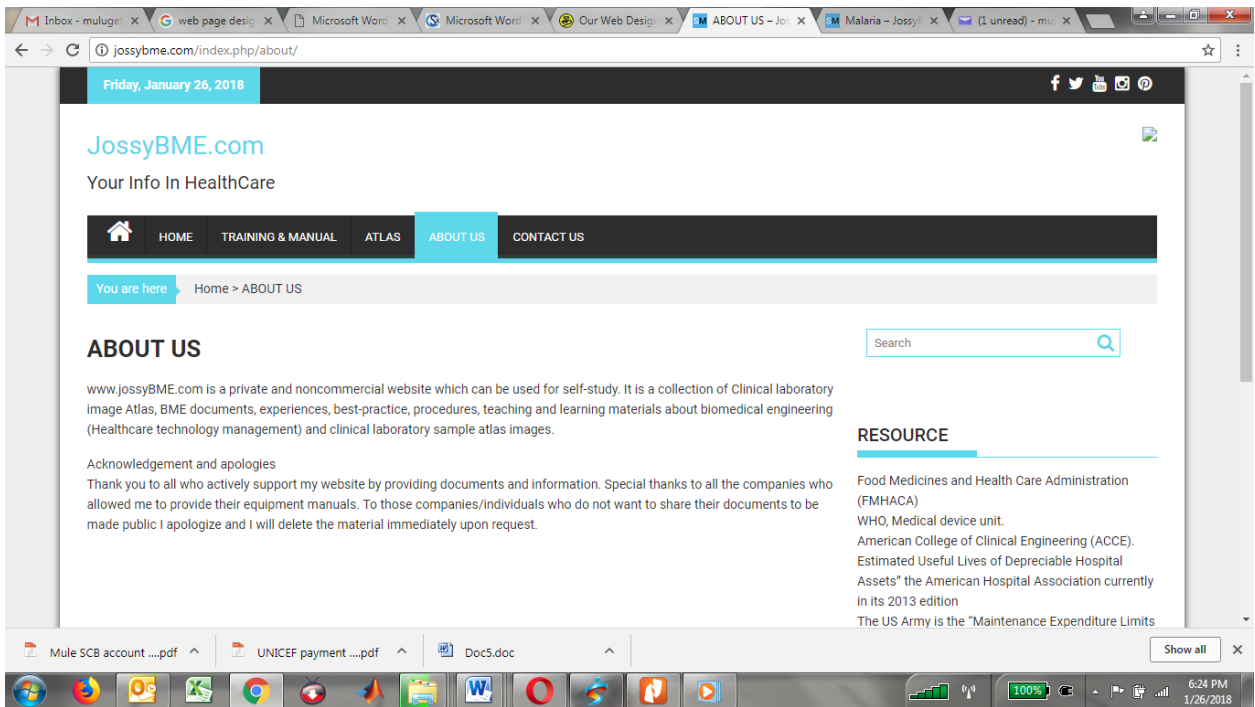 Inbox - muluget
web page desig
Microsoft Word
Microsoft Word
Our Web Desig
ABOUT US – Jos
Malaria – Jossy
(1 unread) - mu
jossybme.com/index.php/about/
Friday, January 26, 2018
JossyBME.com
Your Info In HealthCare
HOME TRAINING & MANUAL ATLAS ABOUT US CONTACT US
You are here Home > ABOUT US
ABOUT US
www.jossyBME.com is a private and noncommercial website which can be used for self-study. It is a collection of Clinical laboratory
image Atlas, BME documents, experiences, best-practice, procedures, teaching and learning materials about biomedical engineering
(Healthcare technology management) and clinical laboratory sample atlas images.
Acknowledgement and apologies
Thank you to all who actively support my website by providing documents and information. Special thanks to all the companies who
allowed me to provide their equipment manuals. To those companies/individuals who do not want to share their documents to be
made public I apologize and I will delete the material immediately upon request.
Search
RESOURCE
Food Medicines and Health Care Administration
(FMHACA)
WHO, Medical device unit.
American College of Clinical Engineering (ACCE).
Estimated Useful Lives of Depreciable Hospital
Assets” the American Hospital Association currently
in its 2013 edition
The US Army is the “Maintenance Expenditure Limits
Mule SCB account ....pdf
UNICEF payment ....pdf
Doc5.doc
Show all
100%
6:24 PM
1/26/2018